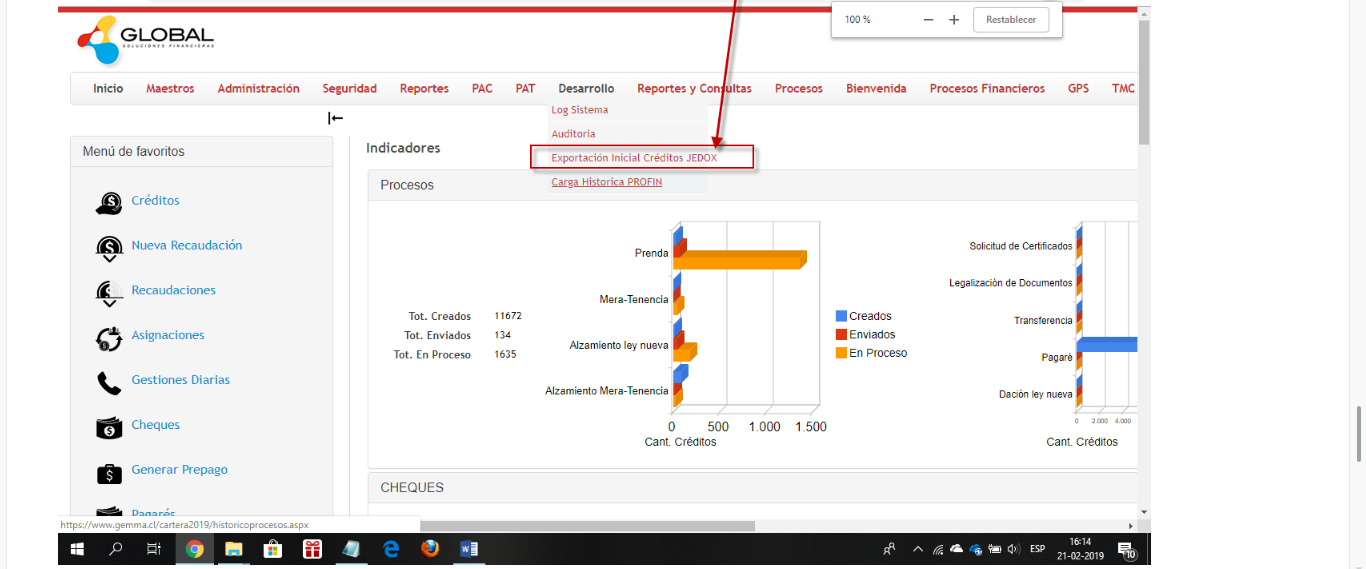 100 %
Restablecer
GLOBAL
SOLUCIONES FINANCIERAS
Inicio Maestros Administración Seguridad Reportes PAC PAT Desarrollo Reportes y Consultas Procesos Bienvenida Procesos Financieros GPS TMC
Log Sistema
Auditoria
Exportación Inicial Créditos JEDOX
Carga Historica PROFIN
Menú de favoritos
Créditos
Nueva Recaudación
Recaudaciones
Asignaciones
Gestiones Diarias
Cheques
Generar Prepago
Pagarés
Indicadores
Procesos
Tot. Creados 11672
Tot. Enviados 134
Tot. En Proceso 1635
Prenda
Mera-Tenencia
Alzamiento ley nueva
Alzamiento Mera-Tenencia
0 500 1.000 1.500
Cant. Créditos
Creados
Enviados
En Proceso
Solicitud de Certificados
Legalización de Documentos
Transferencia
Pagaré
Dación ley nueva
0 2.000 4.000
Cant. Créditos
CHEQUES
https://www.gemma.cl/cartera2019/historicoprocesos.aspx
ESP
16:14
21-02-2019
10